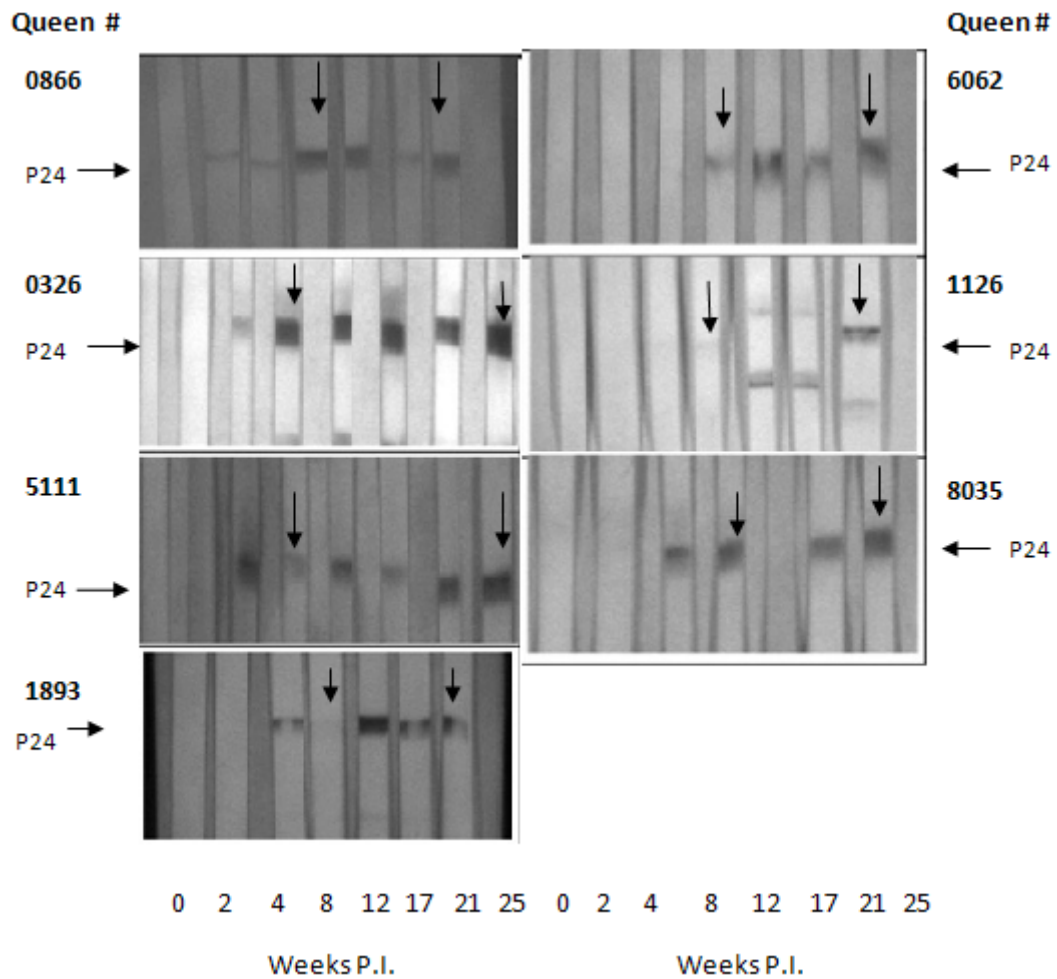 Queen # Queen #
0866 6062
P24 P24
0326 1126
P24 P24
5111 8035
P24 P24
1893
P24
0 2 4 8 12 17 21 25 0 2 4 8 12 17 21 25
Weeks P.I. Weeks P.I.